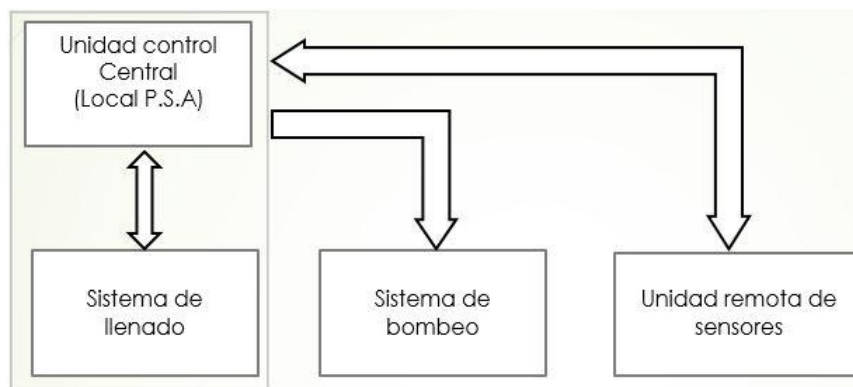 Unidad control
Central
(Local P.S.A)
Sistema de
llenado
Sistema de
bombeo
Unidad remota de
sensores